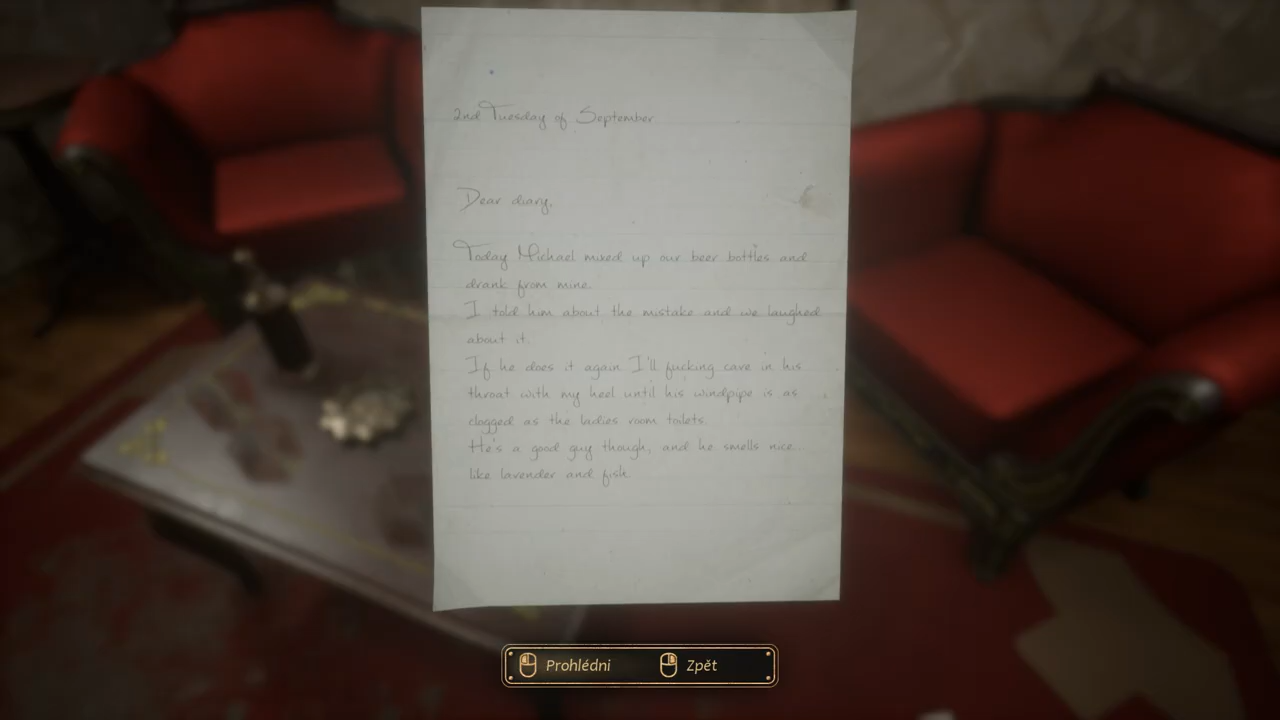 2nd Tuesday of September
Dear diary,
Today Michael mixed up our beer bottles and
drank from mine.
I told him about the mistake and we laughed
about it.
If he does it again I'll fucking cave in his
throat with my heel until his windpipe is as
clogged as the ladies room toilets.
He's a good guy though, and he smells nice...
like lavender and fish.
Prohlédni
Zpět